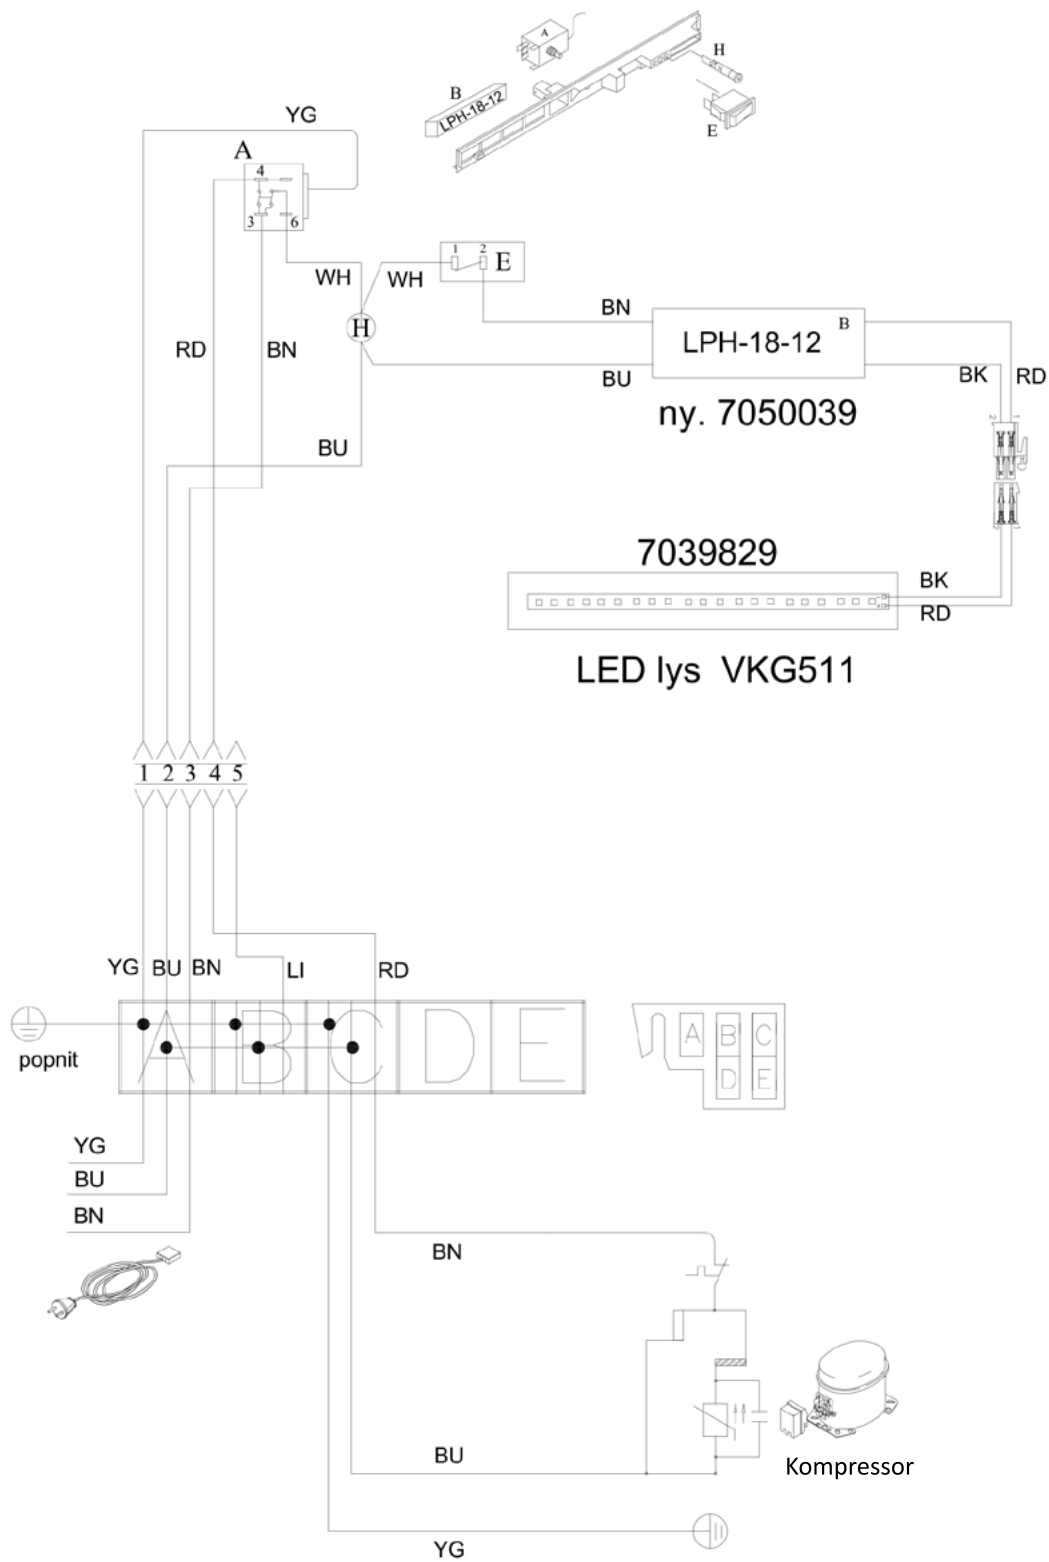 A
H
B
LPH-18-12
E
YG
A
4
3 6
1 2
E
WH WH
BN
H
B
LPH-18-12
RD BN
BU
BK RD
ny. 7050039
2 1
BU
7039829
BK
RD
LED lys VKG511
1 2 3 4 5
YG BU BN LI RD
A B C D E
A B C
D E
popnit
YG
BU
BN
BN
BU
Kompressor
YG